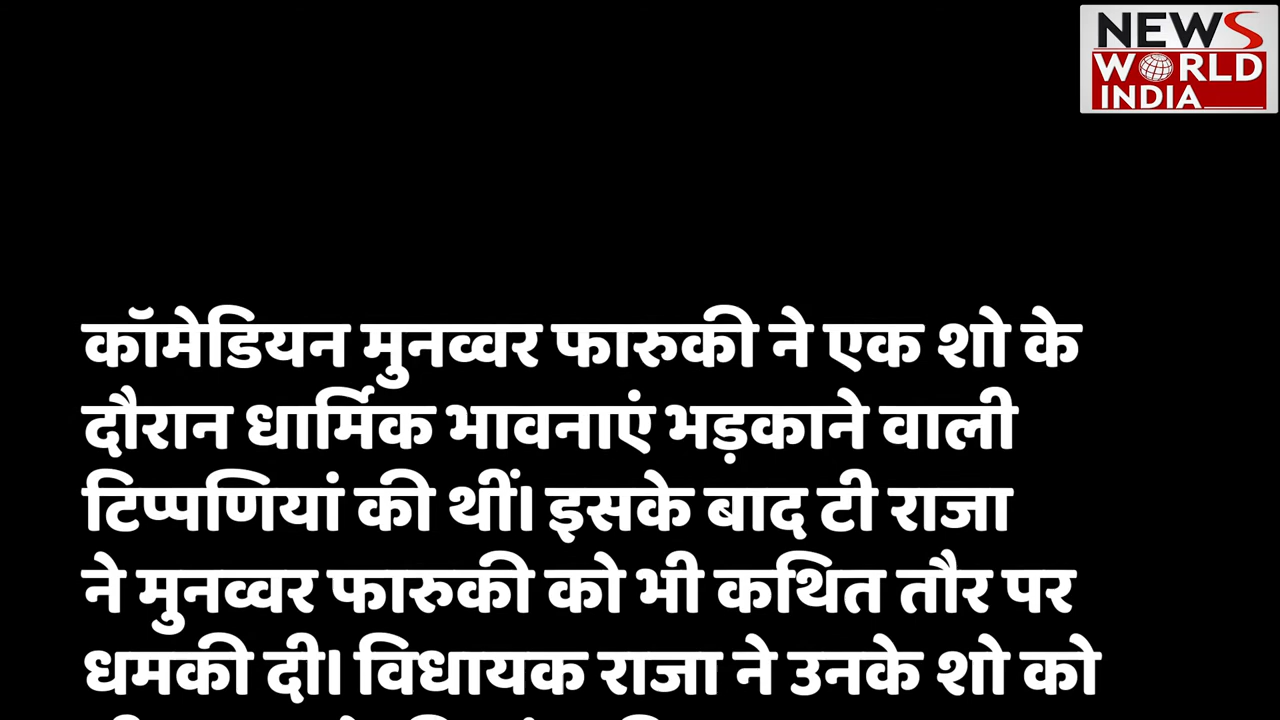 NEWS
WORLD
INDIA
कॉमेडियन मुनव्वर फारुकी ने एक शो के
दौरान धार्मिक भावनाएं भड़काने वाली
टिप्पणियां की थीं। इसके बाद टी राजा
ने मुनव्वर फारुकी को भी कथित तौर पर
धमकी दी। विधायक राजा ने उनके शो को